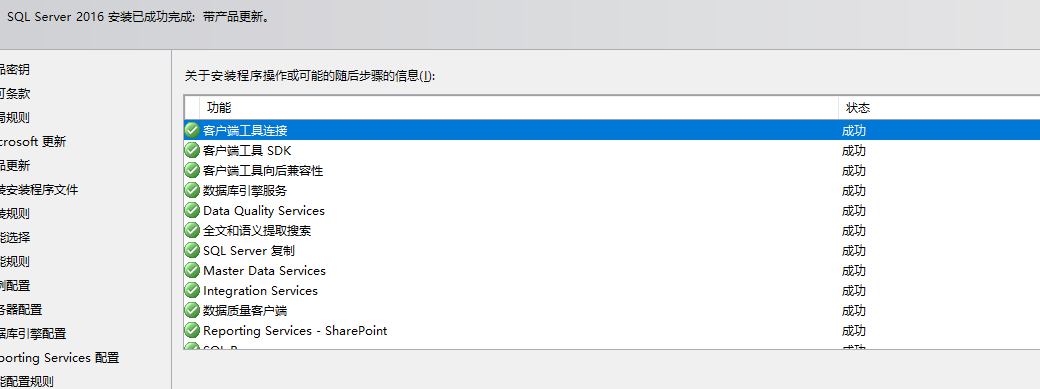 SQL Server 2016 安装已成功完成: 带产品更新。
品密钥
可条款
局规则
crosoft 更新
品更新
装安装程序文件
装规则
能选择
能规则
例配置
务器配置
据库引擎配置
porting Services 配置
能配置规则
关于安装程序操作或可能的随后步骤的信息(I):
功能 状态
客户端工具连接 成功
客户端工具 SDK 成功
客户端工具向后兼容性 成功
数据库引擎服务 成功
Data Quality Services 成功
全文和语义提取搜索 成功
SQL Server 复制 成功
Master Data Services 成功
Integration Services 成功
数据质量客户端 成功
Reporting Services - SharePoint 成功